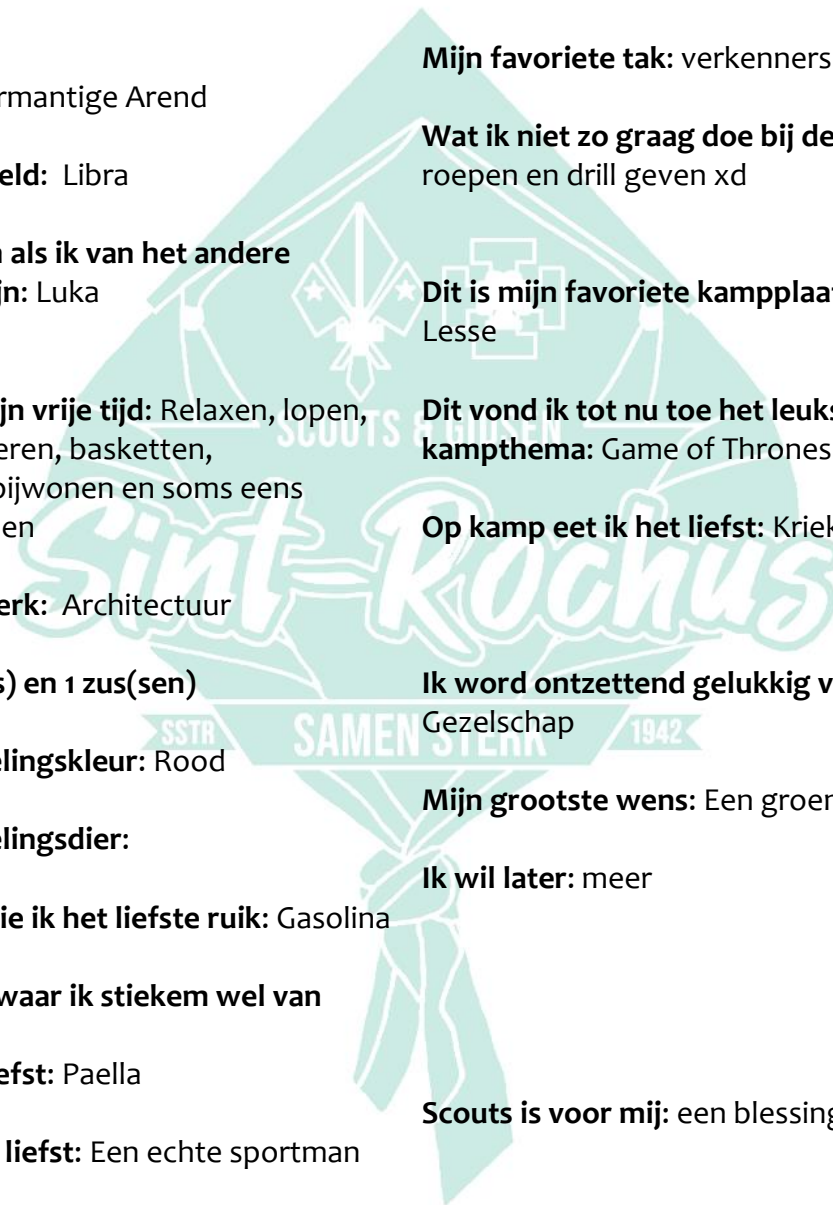 rmantige Arend
eld: Libra
als ik van het andere
jn: Luka
jn vrije tijd: Relaxen, lopen,
eren, basketten,
bijwonen en soms eens
en
erk: Architectuur
s) en 1 zus(sen)
elingskleur: Rood
elingsdier:
ie ik het liefste ruik: Gasolina
waar ik stiekem wel van
efst: Paella
liefst: Een echte sportman
Mijn favoriete tak: verkenners
Wat ik niet zo graag doe bij de
roepen en drill geven xd
Dit is mijn favoriete kampplaat
Lesse
Dit vond ik tot nu toe het leuks
kampthema: Game of Thrones
Op kamp eet ik het liefst: Kriek
Ik word ontzettend gelukkig v
Gezelschap
Mijn grootste wens: Een groen
Ik wil later: meer
Scouts is voor mij: een blessing
SCOUTS & GIDSEN
Sint-Rochus
SSTR SAMEN STERK 1942